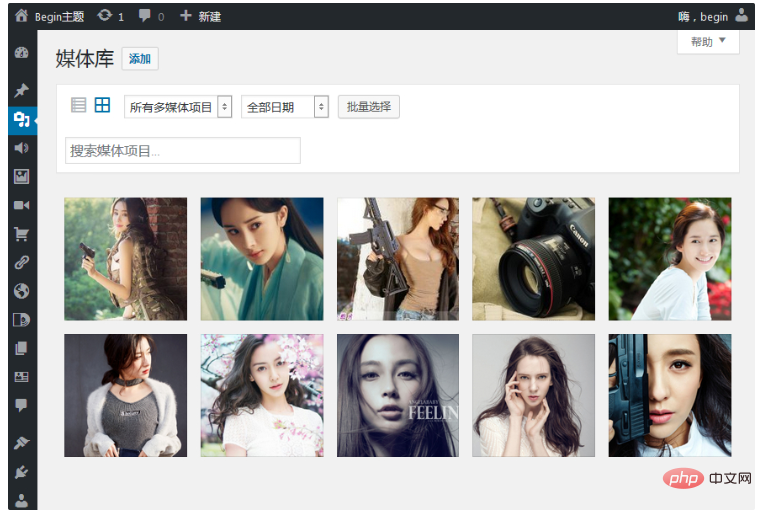 Begin主题 1 0 新建 嗨，begin
帮助
媒体库 添加
所有多媒体项目 全部日期 批量选择
搜索媒体项目...
Canon
ANGELABABY
FEELIN
php 中文网